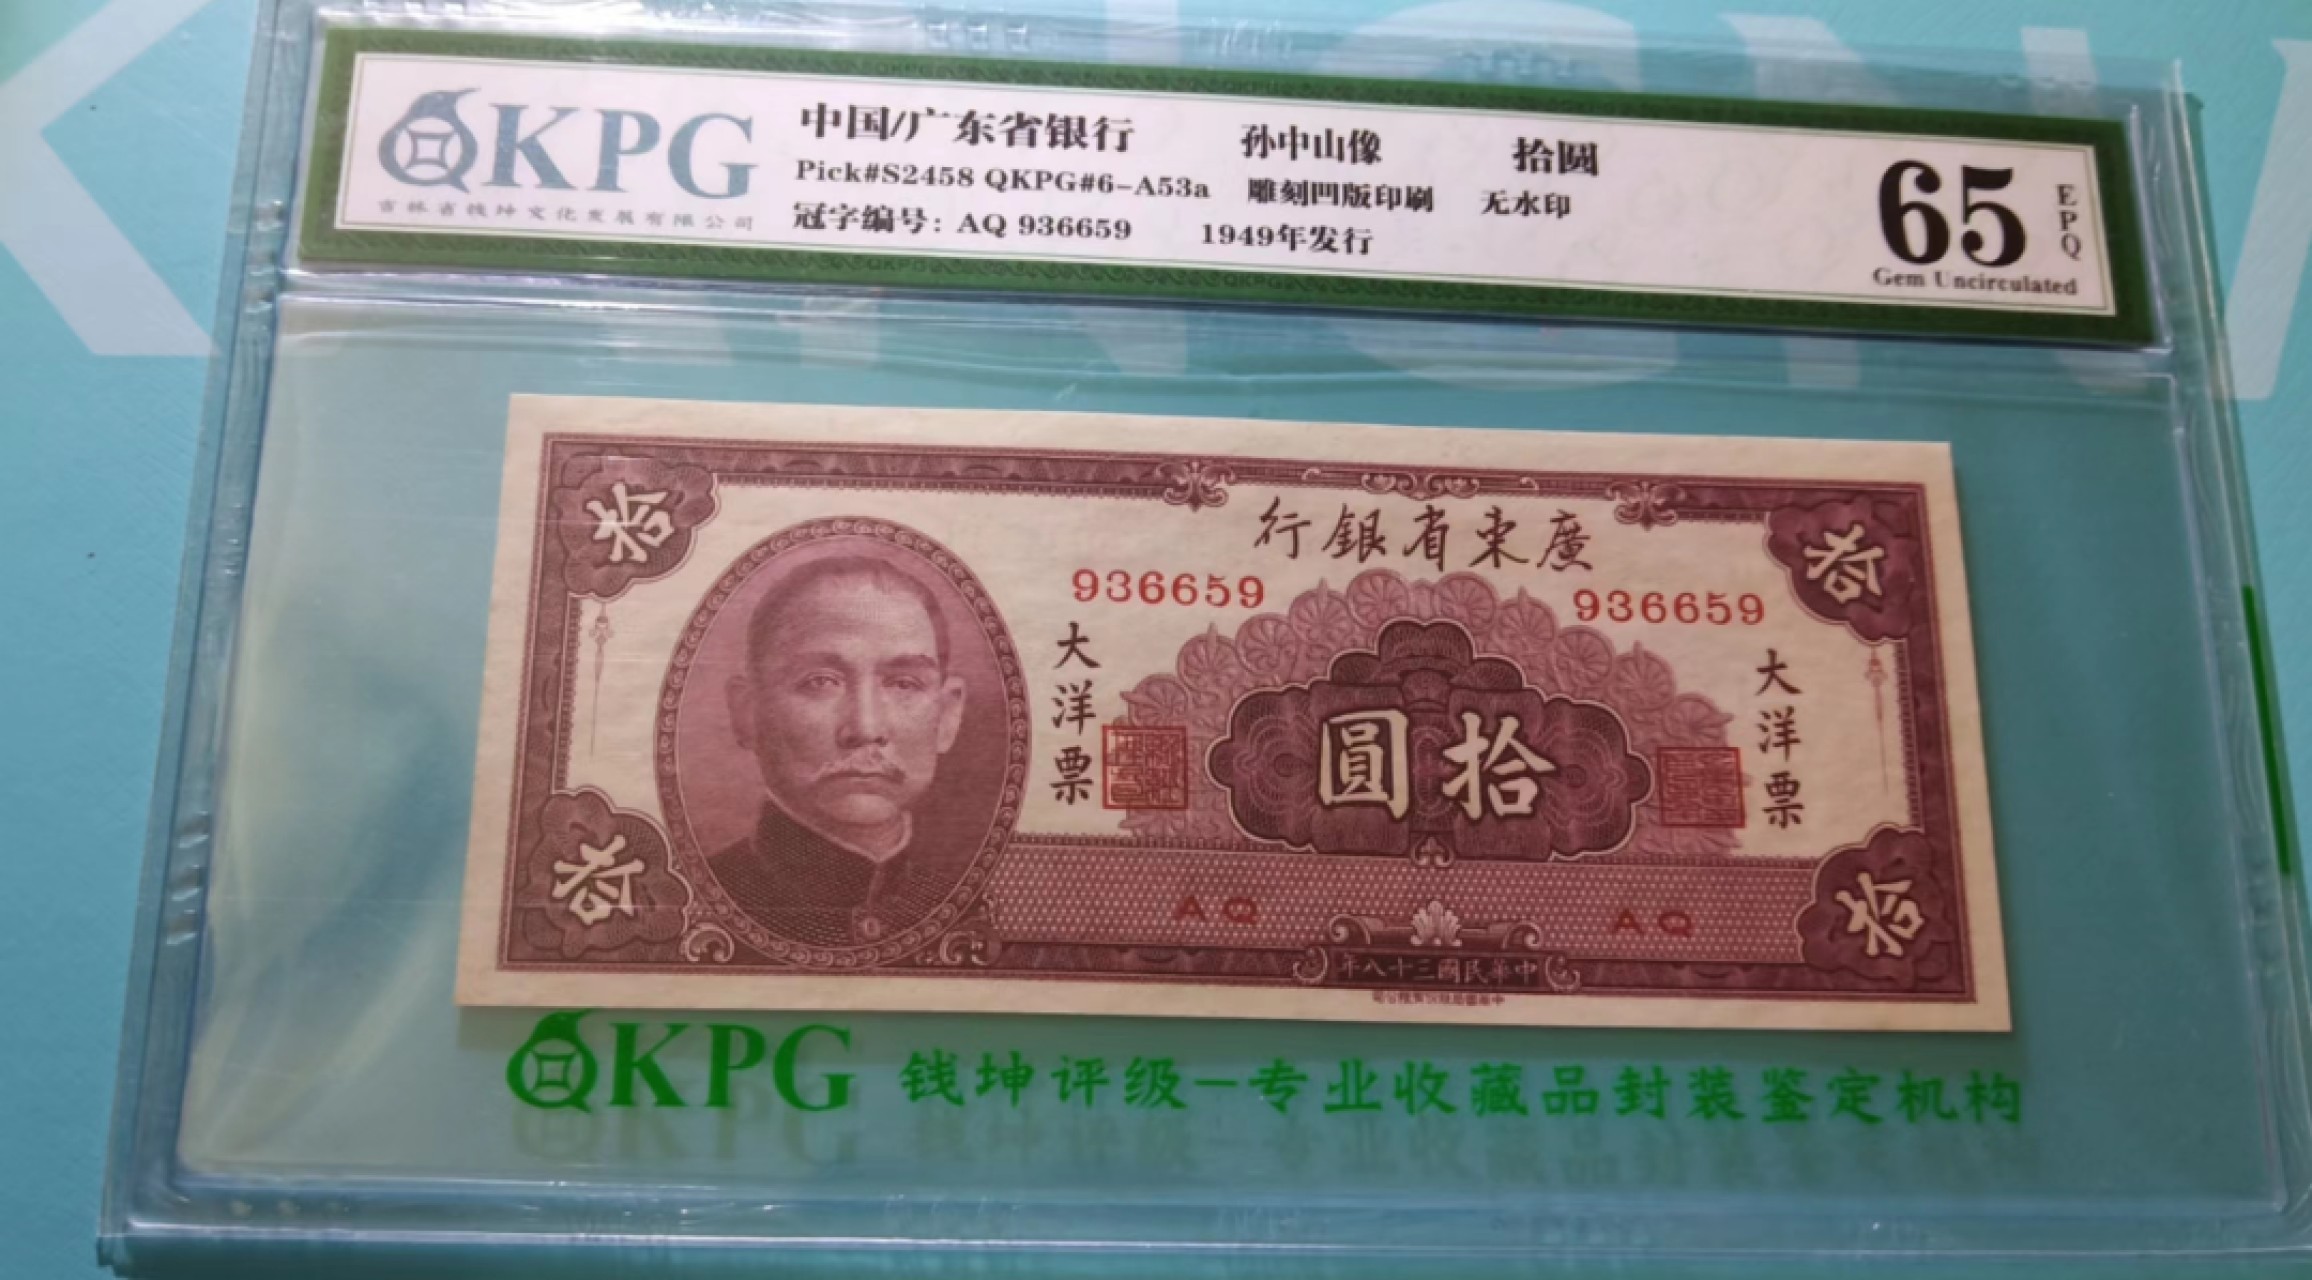 QKPG
吉林省钱坤文化发展有限公司
中国/广东省银行 孙中山像 拾圆
Pick#S2458 QKPG#6-A53a 雕刻凹版印刷 无水印
冠字编号: AQ 936659 1949年发行
65 EPQ
Gem Uncirculated
拾 拾
行銀省東廣
936659 936659
大洋票 大洋票
圓拾
AQ AQ
拾 拾
年八十三國民華中
QKPG 钱坤评级-专业收藏品封装鉴定机构